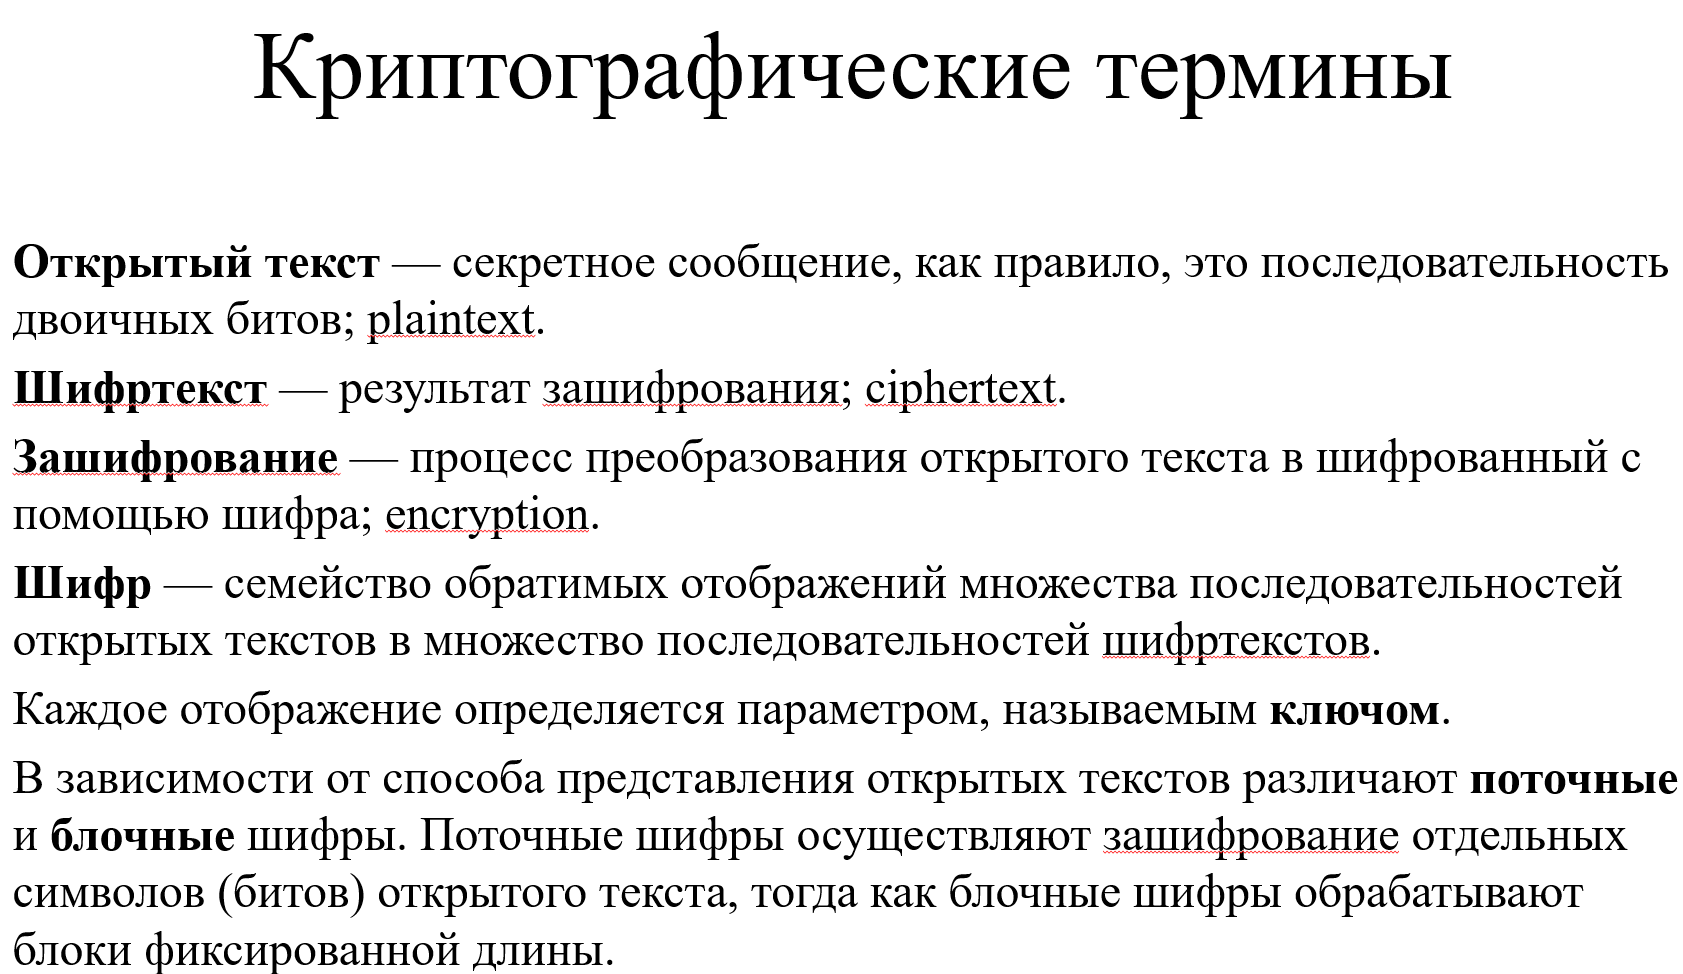 Криптографические термины
Открытый текст — секретное сообщение, как правило, это последовательность
двоичных битов; plaintext.
Шифртекст — результат зашифрования; ciphertext.
Зашифрование — процесс преобразования открытого текста в шифрованный с
помощью шифра; encryption.
Шифр — семейство обратимых отображений множества последовательностей
открытых текстов в множество последовательностей шифртекстов.
Каждое отображение определяется параметром, называемым ключом.
В зависимости от способа представления открытых текстов различают поточные
и блочные шифры. Поточные шифры осуществляют зашифрование отдельных
символов (битов) открытого текста, тогда как блочные шифры обрабатывают
блоки фиксированной длины.